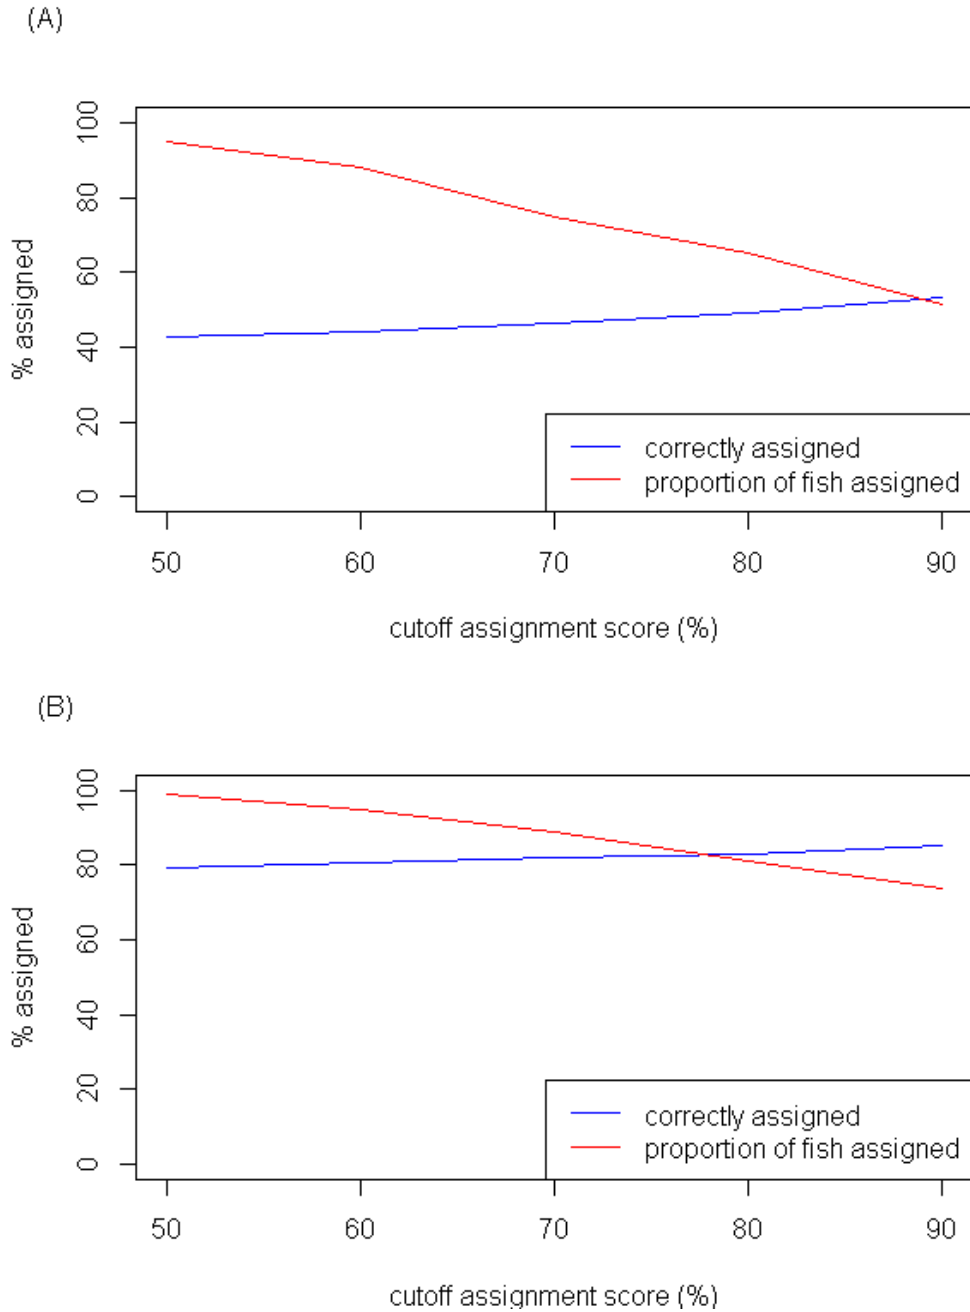 (A)
% assigned
100
80
60
40
20
0
correctly assigned
proportion of fish assigned
50 60 70 80 90
cutoff assignment score (%)
(B)
% assigned
100
80
60
40
20
0
correctly assigned
proportion of fish assigned
50 60 70 80 90
cutoff assignment score (%)